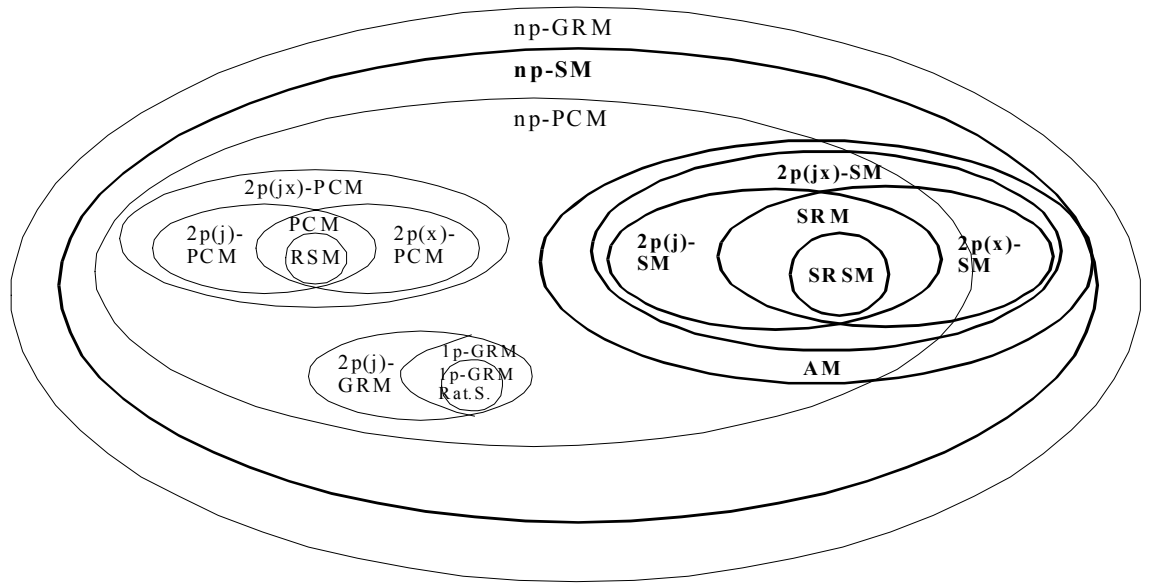 np-GRM
np-SM
np-PCM
2p(jx)-PCM
2p(j)-
PCM
PCM
RSM
2p(x)-
PCM
2p(jx)-SM
2p(j)-
SM
SRM
SRSM
2p(x)-
SM
AM
2p(j)-
GRM
1p-GRM
1p-GRM
Rat.S.